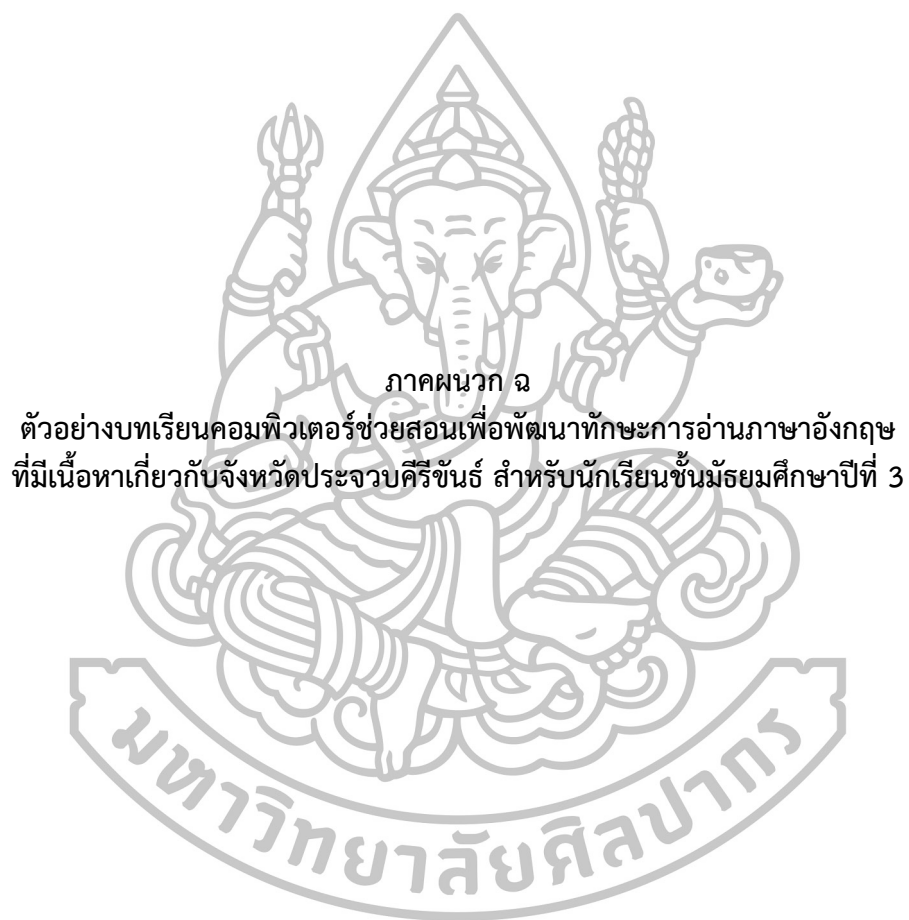 ภาคผนวก ฉ
ตัวอย่างบทเรียนคอมพิวเตอร์ช่วยสอนเพื่อพัฒนาทักษะการอ่านภาษาอังกฤษ
ที่มีเนื้อหาเกี่ยวกับจังหวัดประจวบคีรีขันธ์ สำหรับนักเรียนชั้นมัธยมศึกษาปีที่ 3
มหาวิทยาลัยศิลปากร